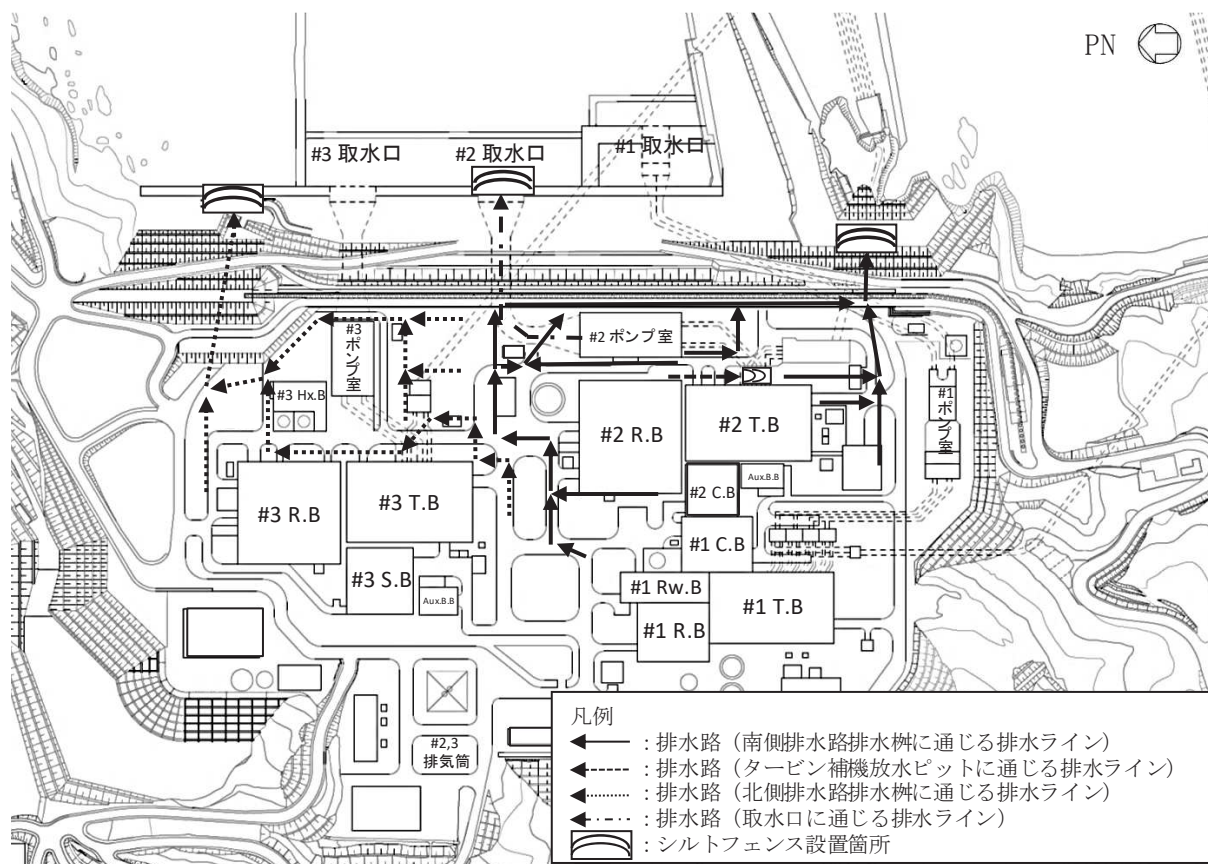 PN
#3 取水口
#2 取水口
#1 取水口
#3 ポンプ室
#2 ポンプ室
#1 ポンプ室
#3 Hx.B
#2 R.B
#2 T.B
#3 R.B
#3 T.B
#2 C.B
Aux.B.B
#1 C.B
#3 S.B
Aux.B.B
#1 Rw.B
#1 T.B
#1 R.B
#2,3
排気筒
凡例
:排水路(南側排水路排水桝に通じる排水ライン)
:排水路(タービン補機放水ピットに通じる排水ライン)
:排水路(北側排水路排水桝に通じる排水ライン)
:排水路(取水口に通じる排水ライン)
:シルトフェンス設置箇所